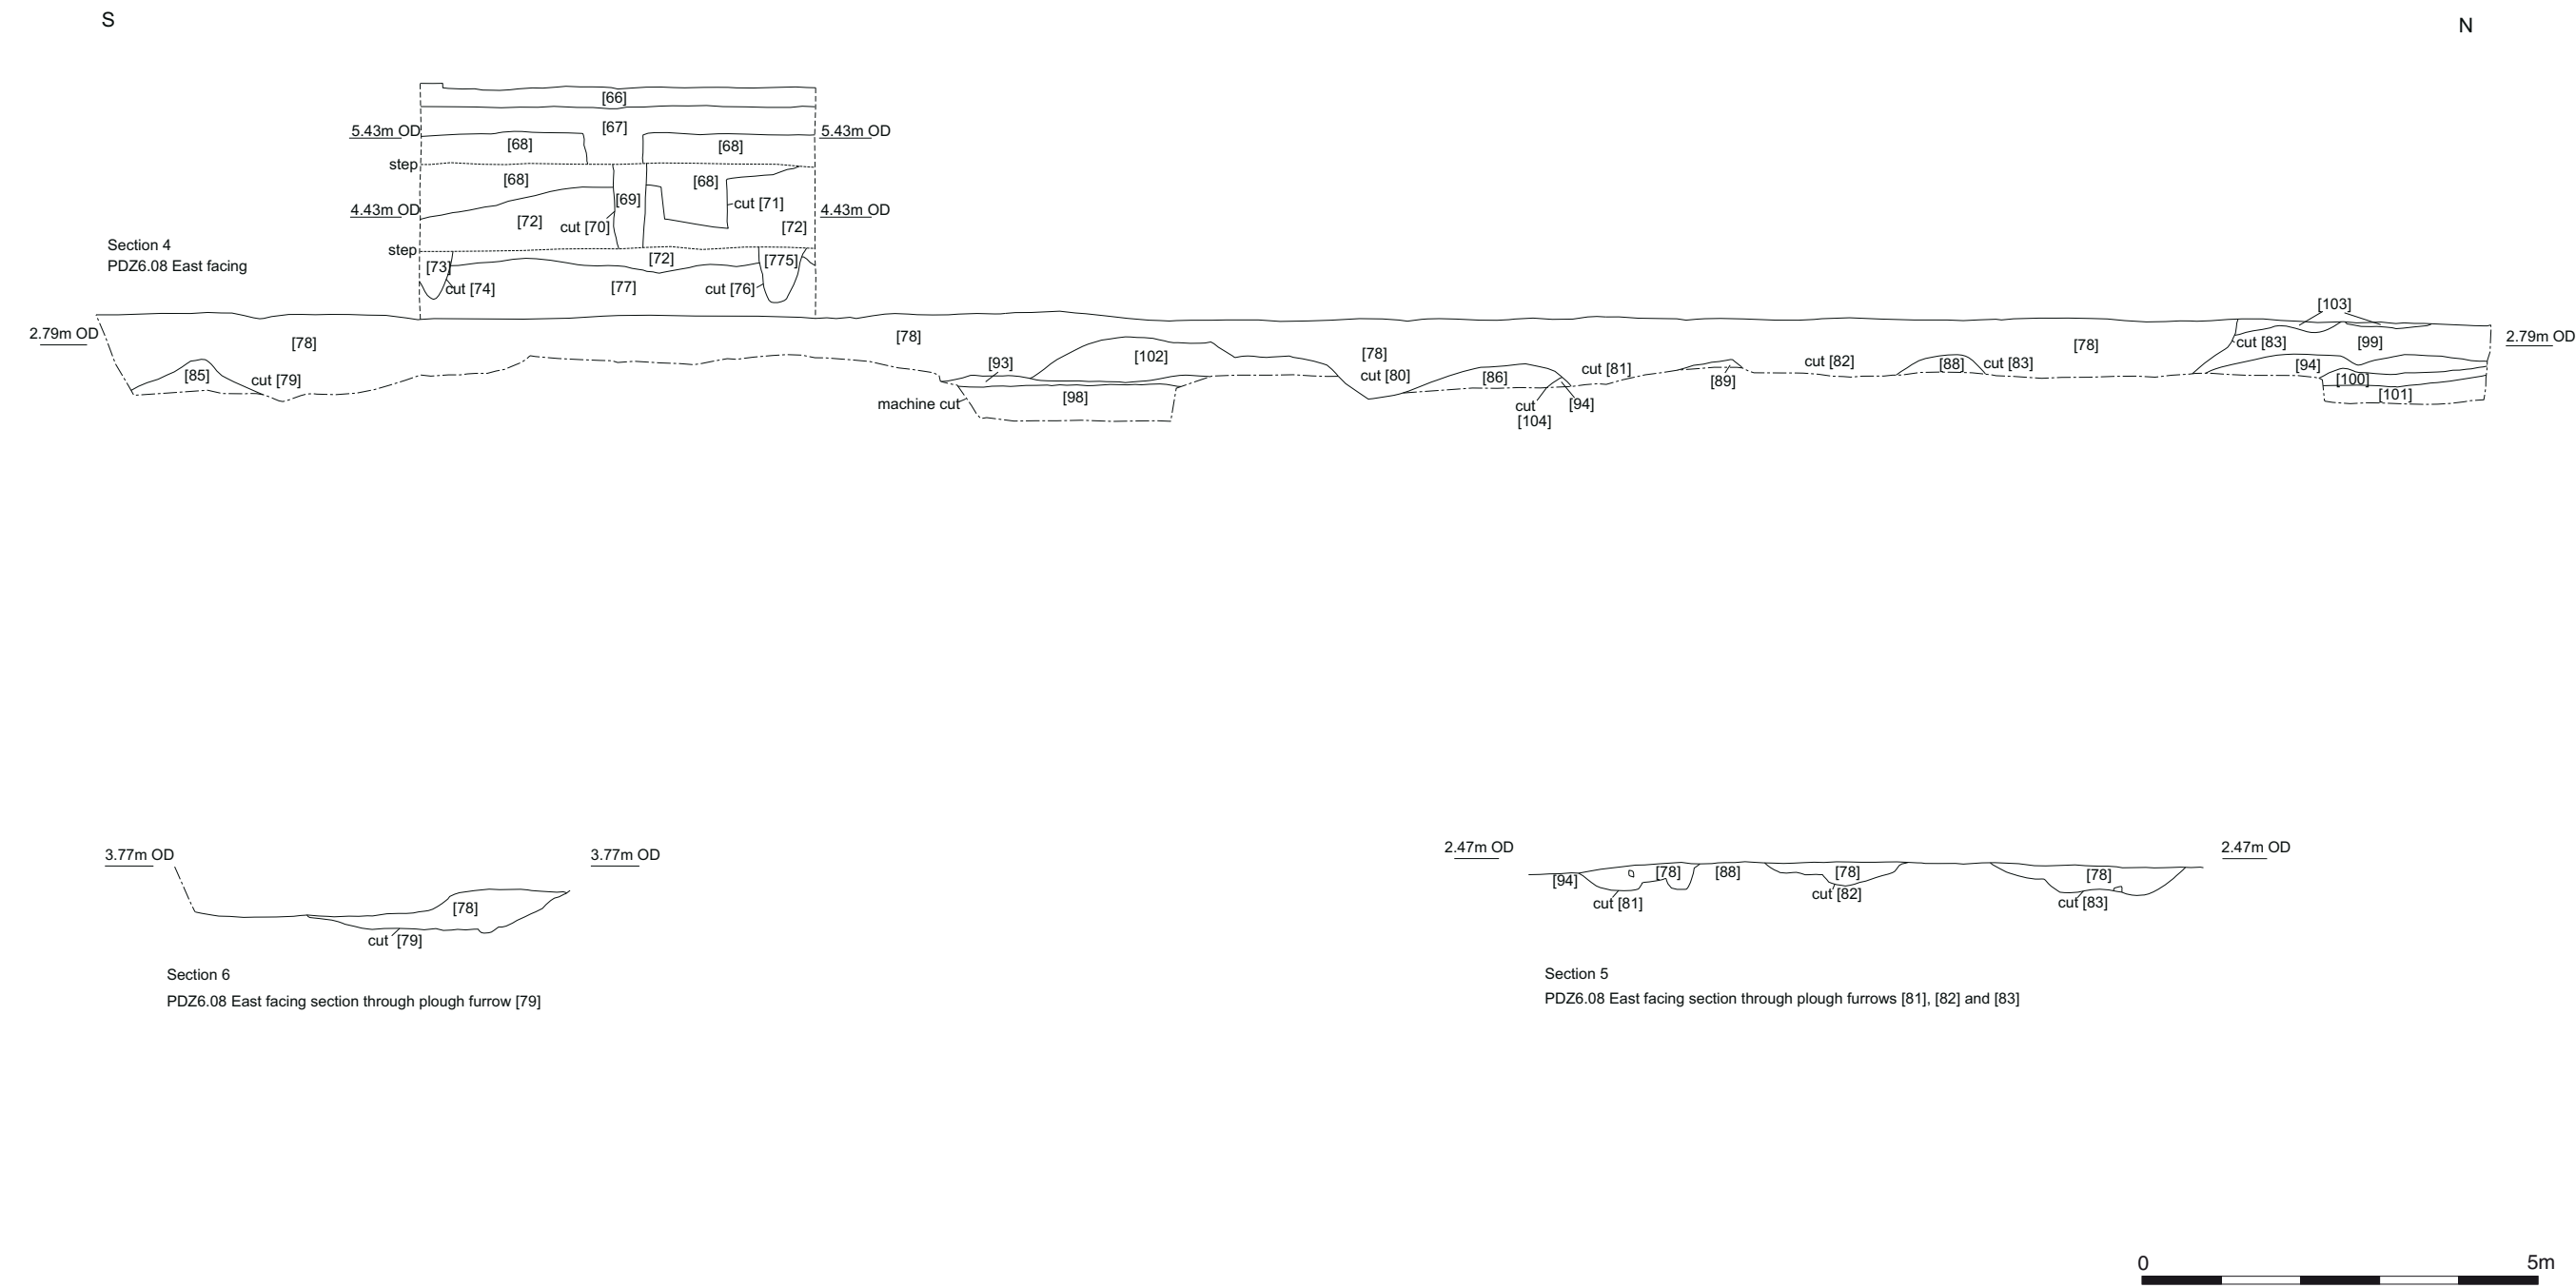 S
N
[66]
[67]
5.43m OD
5.43m OD
[68]
[68]
step
[68]
[68]
[69]
cut [71]
4.43m OD
4.43m OD
[72]
cut [70]
[72]
Section 4
PDZ6.08 East facing
step
[73]
[72]
[775]
cut [74]
[77]
cut [76]
[103]
2.79m OD
[78]
[78]
[78]
[78]
cut [83]
[99]
2.79m OD
[85]
cut [79]
[93]
[102]
cut [80]
[86]
cut [81]
[89]
cut [82]
[88]
cut [83]
[94]
[100]
[101]
machine cut
[98]
cut
[104]
[94]
3.77m OD
3.77m OD
[78]
cut [79]
Section 6
PDZ6.08 East facing section through plough furrow [79]
2.47m OD
2.47m OD
[94]
[78]
[88]
[78]
[78]
cut [81]
cut [82]
cut [83]
Section 5
PDZ6.08 East facing section through plough furrows [81], [82] and [83]
0
5m